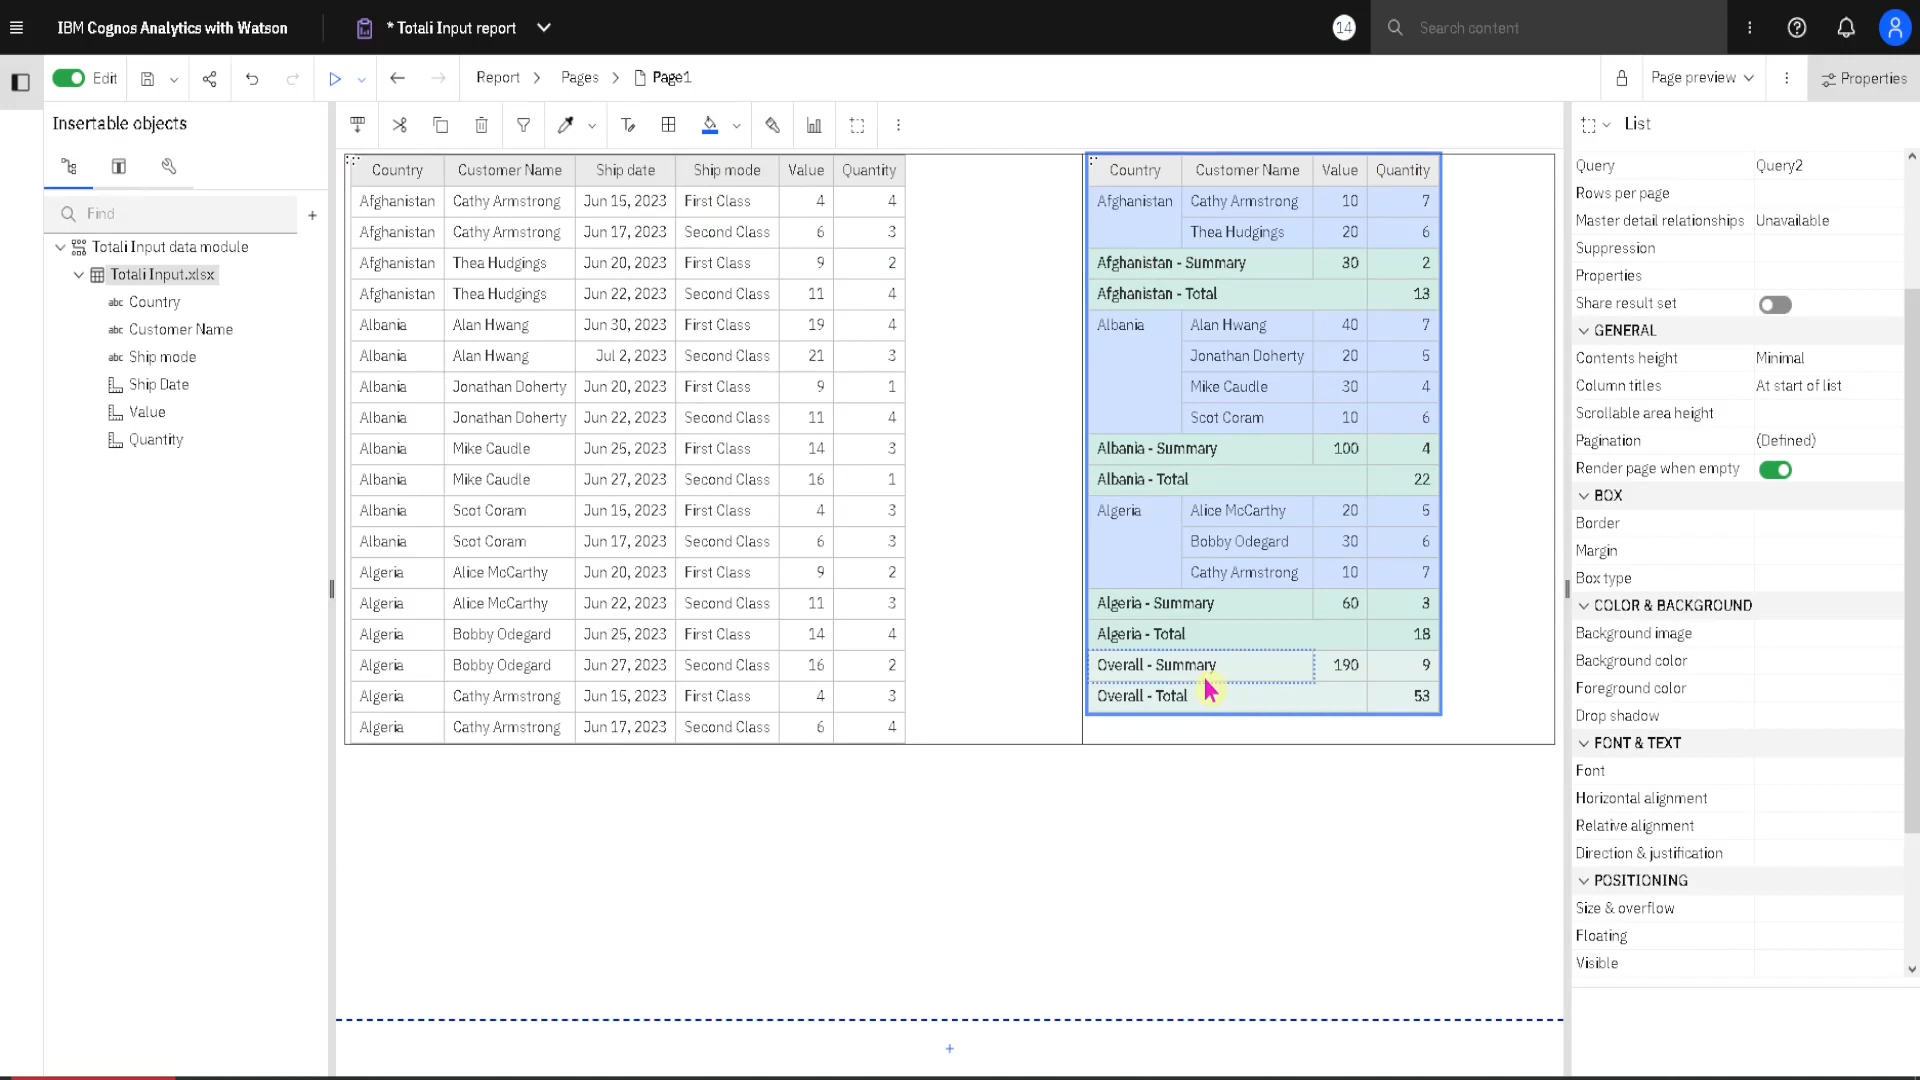 IBM Cognos Analytics with Watson
* Totali Input report
14
Search content
Edit
Report > Pages > Page1
Page preview
Properties
Insertable objects
Find
Totali Input data module
Totali Input.xlsx
abc Country
abc Customer Name
abc Ship mode
Ship Date
Value
Quantity
Country Customer Name Ship date Ship mode Value Quantity
Afghanistan Cathy Armstrong Jun 15, 2023 First Class 4 4
Afghanistan Cathy Armstrong Jun 17, 2023 Second Class 6 3
Afghanistan Thea Hudgings Jun 20, 2023 First Class 9 2
Afghanistan Thea Hudgings Jun 22, 2023 Second Class 11 4
Albania Alan Hwang Jun 30, 2023 First Class 19 4
Albania Alan Hwang Jul 2, 2023 Second Class 21 3
Albania Jonathan Doherty Jun 20, 2023 First Class 9 1
Albania Jonathan Doherty Jun 22, 2023 Second Class 11 4
Albania Mike Caudle Jun 25, 2023 First Class 14 3
Albania Mike Caudle Jun 27, 2023 Second Class 16 1
Albania Scot Coram Jun 15, 2023 First Class 4 3
Albania Scot Coram Jun 17, 2023 Second Class 6 3
Algeria Alice McCarthy Jun 20, 2023 First Class 9 2
Algeria Alice McCarthy Jun 22, 2023 Second Class 11 3
Algeria Bobby Odegard Jun 25, 2023 First Class 14 4
Algeria Bobby Odegard Jun 27, 2023 Second Class 16 2
Algeria Cathy Armstrong Jun 15, 2023 First Class 4 3
Algeria Cathy Armstrong Jun 17, 2023 Second Class 6 4
Country Customer Name Value Quantity
Afghanistan Cathy Armstrong 10 7
Thea Hudgings 20 6
Afghanistan - Summary 30 2
Afghanistan - Total 13
Albania Alan Hwang 40 7
Jonathan Doherty 20 5
Mike Caudle 30 4
Scot Coram 10 6
Albania - Summary 100 4
Albania - Total 22
Algeria Alice McCarthy 20 5
Bobby Odegard 30 6
Cathy Armstrong 10 7
Algeria - Summary 60 3
Algeria - Total 18
Overall - Summary 190 9
Overall - Total 53
List
Query Query2
Rows per page
Master detail relationships Unavailable
Suppression
Properties
Share result set
GENERAL
Contents height Minimal
Column titles At start of list
Scrollable area height
Pagination (Defined)
Render page when empty
BOX
Border
Margin
Box type
COLOR & BACKGROUND
Background image
Background color
Foreground color
Drop shadow
FONT & TEXT
Font
Horizontal alignment
Relative alignment
Direction & justification
POSITIONING
Size & overflow
Floating
Visible